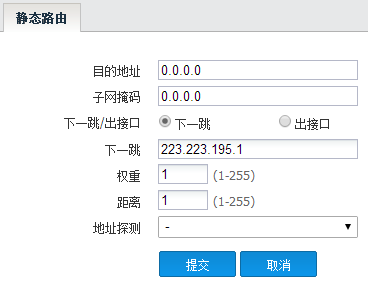 静态路由
目的地址 0.0.0.0
子网掩码 0.0.0.0
下一跳/出接口 下一跳 出接口
下一跳 223.223.195.1
权重 1 (1-255)
距离 1 (1-255)
地址探测 -
提交 取消